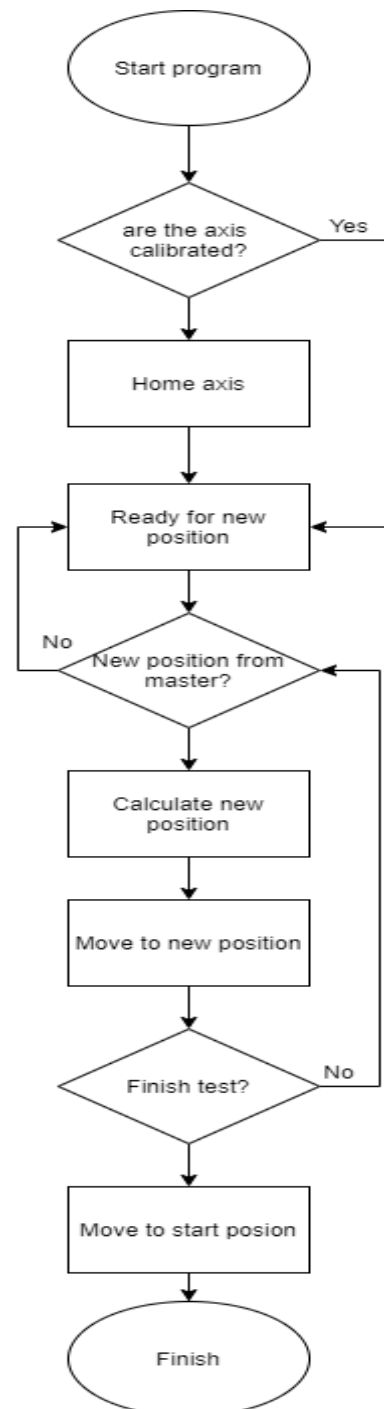 Start program
are the axis
calibrated?
Yes
Home axis
Ready for new
position
No
New position from
master?
Calculate new
position
Move to new position
Finish test?
No
Move to start posion
Finish